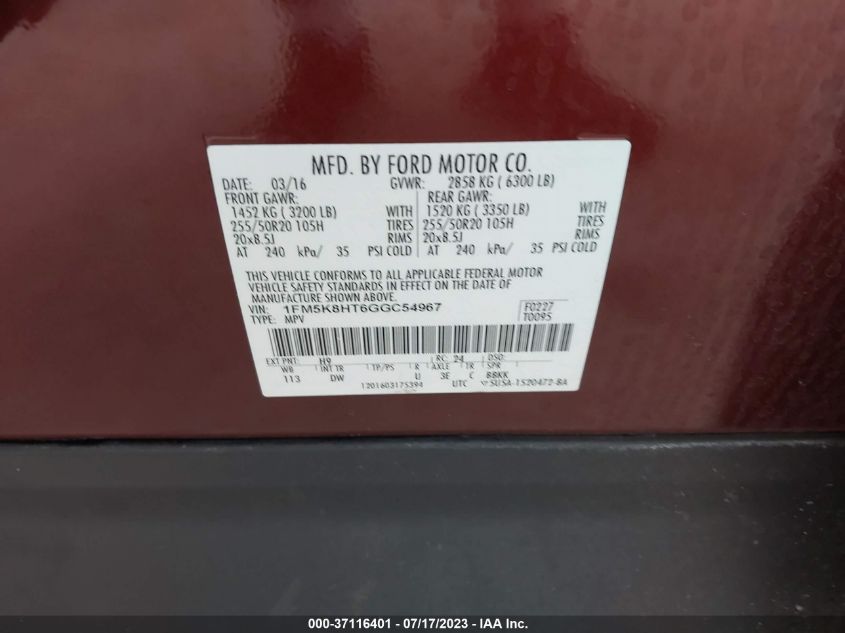 MFD. BY FORD MOTOR CO.
DATE: 03/16 GVWR: 2858 KG ( 6300 LB)
FRONT GAWR: REAR GAWR:
1452 KG ( 3200 LB) WITH 1520 KG ( 3350 LB) WITH
255/50R20 105H TIRES 255/50R20 105H TIRES
20x8.5J RIMS 20x8.5J RIMS
AT 240 kPa/ 35 PSI COLD AT 240 kPa/ 35 PSI COLD
THIS VEHICLE CONFORMS TO ALL APPLICABLE FEDERAL MOTOR
VEHICLE SAFETY STANDARDS IN EFFECT ON THE DATE OF
MANUFACTURE SHOWN ABOVE.
VIN: 1FM5K8HT6GGC54967 F0227
TYPE: MPV T0095
EXT PNT: H9 RC: 24 DSO:
WB INT TR TP/PS R AXLE TR SPR
113 DW U 3E C BBKK
1201603175394 UTC SU5A-1520472-BA
000-37116401 / 07/17/2023 - IAA Inc.